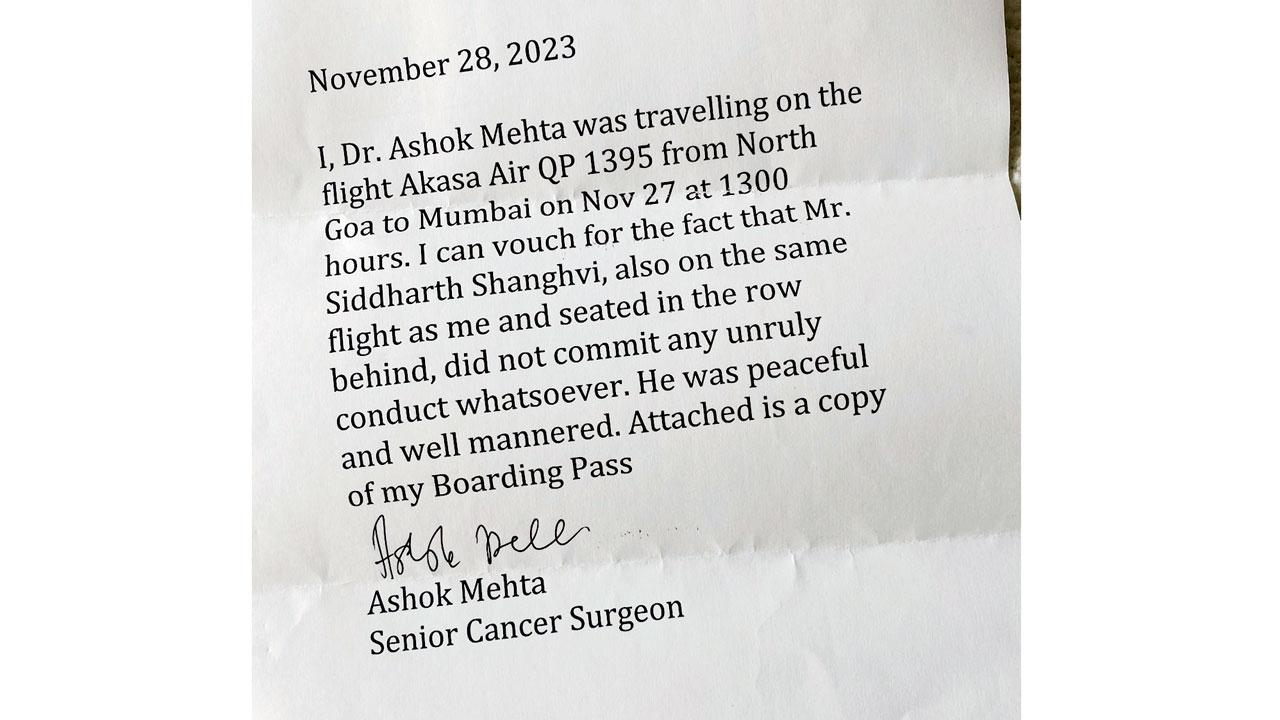 November 28, 2023
I, Dr. Ashok Mehta was travelling on the
flight Akasa Air QP 1395 from North
Goa to Mumbai on Nov 27 at 1300
hours. I can vouch for the fact that Mr.
Siddharth Shanghvi, also on the same
flight as me and seated in the row
behind, did not commit any unruly
conduct whatsoever. He was peaceful
and well mannered. Attached is a copy
of my Boarding Pass
Ashok
Ashok Mehta
Senior Cancer Surgeon